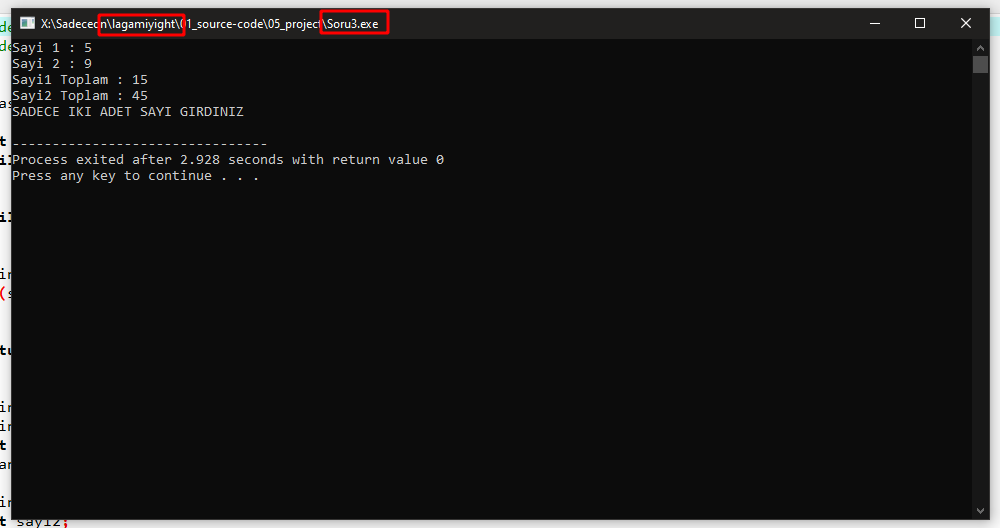 X:\Sadececn\lagamiyight\01_source-code\05_project\Soru3.exe
Sayi 1 : 5
Sayi 2 : 9
Sayi1 Toplam : 15
Sayi2 Toplam : 45
SADECE IKI ADET SAYI GIRDINIZ
--------------------------------
Process exited after 2.928 seconds with return value 0
Press any key to continue . . .
t sayi2;